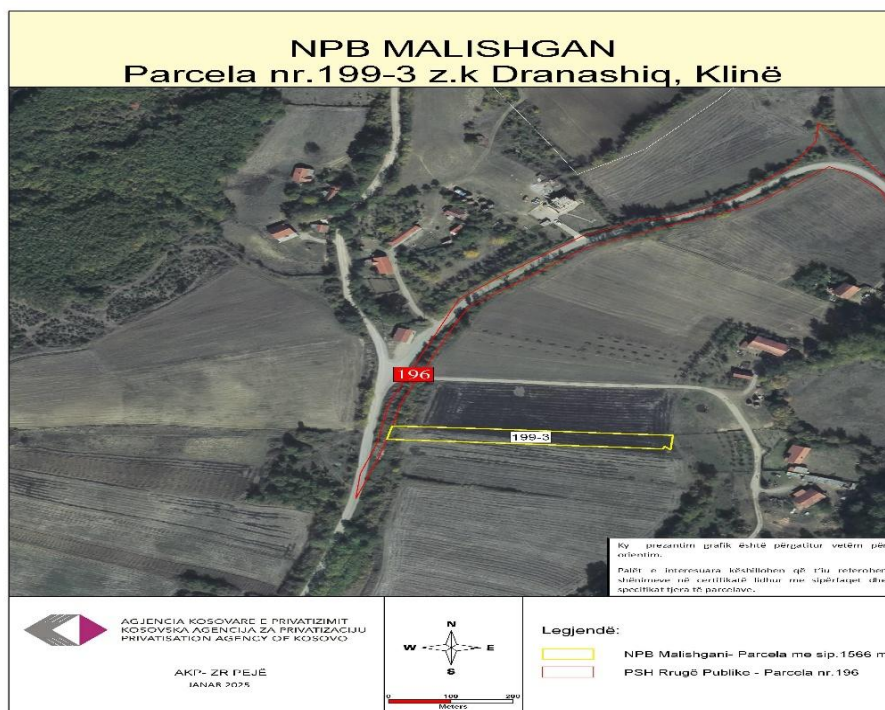 NPB MALISHGAN
Parcela nr.199-3 z.k Dranashiq, Klinë
196
199-3
Ky prezantim grafik është përgatitur vetëm për
orientim.
Palët e interesuara këshillohen që t'iu referohen
shënimeve në certifikatë lidhur me sipërfaqet dhe
specifikat tjera të parcelave.
AGJENCIA KOSOVARE E PRIVATIZIMIT
KOSOVSKA AGENCIJA ZA PRIVATIZACIJU
PRIVATISATION AGENCY OF KOSOVO
AKP- ZR PEJË
JANAR 2025
N
W E
S
0 100 200
Meters
Legjendë:
NPB Malishgani- Parcela me sip.1566 m
PSH Rrugë Publike - Parcela nr.196